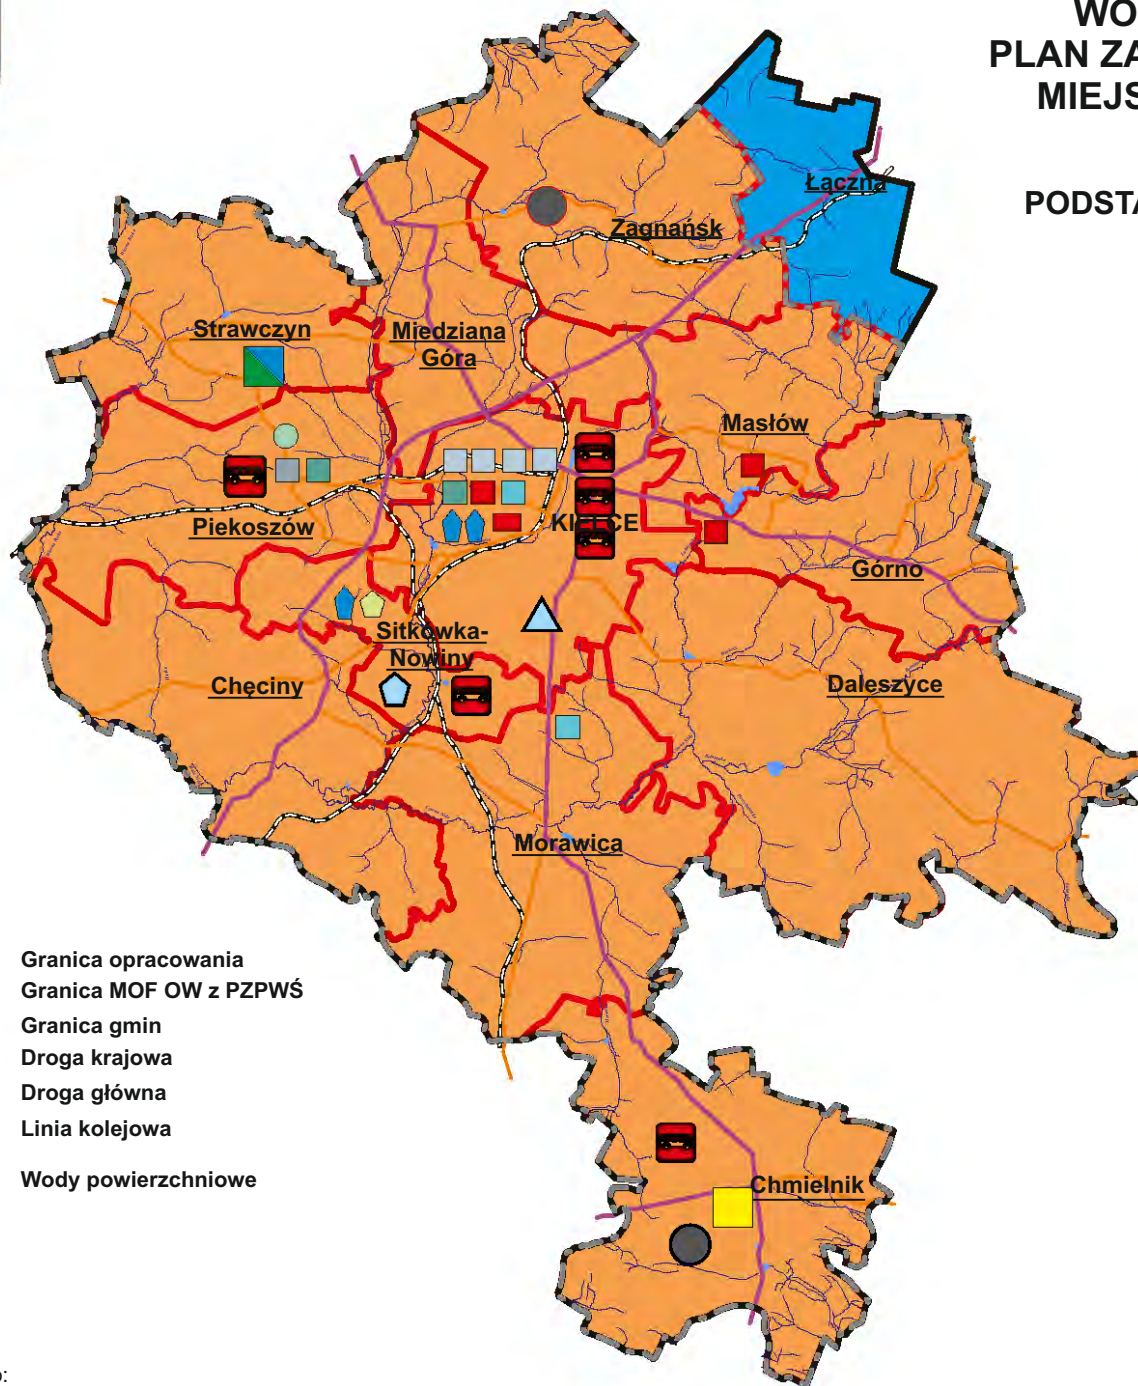 WO
PLAN ZA
MIEJS
PODSTA
Łączna
Zagnańsk
Strawczyn
Miedziana
Góra
Masłów
KIELCE
Piekoszów
Górno
Sitkówka-
Nowiny
Chęciny
Daleszyce
Morawica
Granica opracowania
Granica MOF OW z PZPWŚ
Granica gmin
Droga krajowa
Droga główna
Linia kolejowa
Wody powierzchniowe
Chmielnik